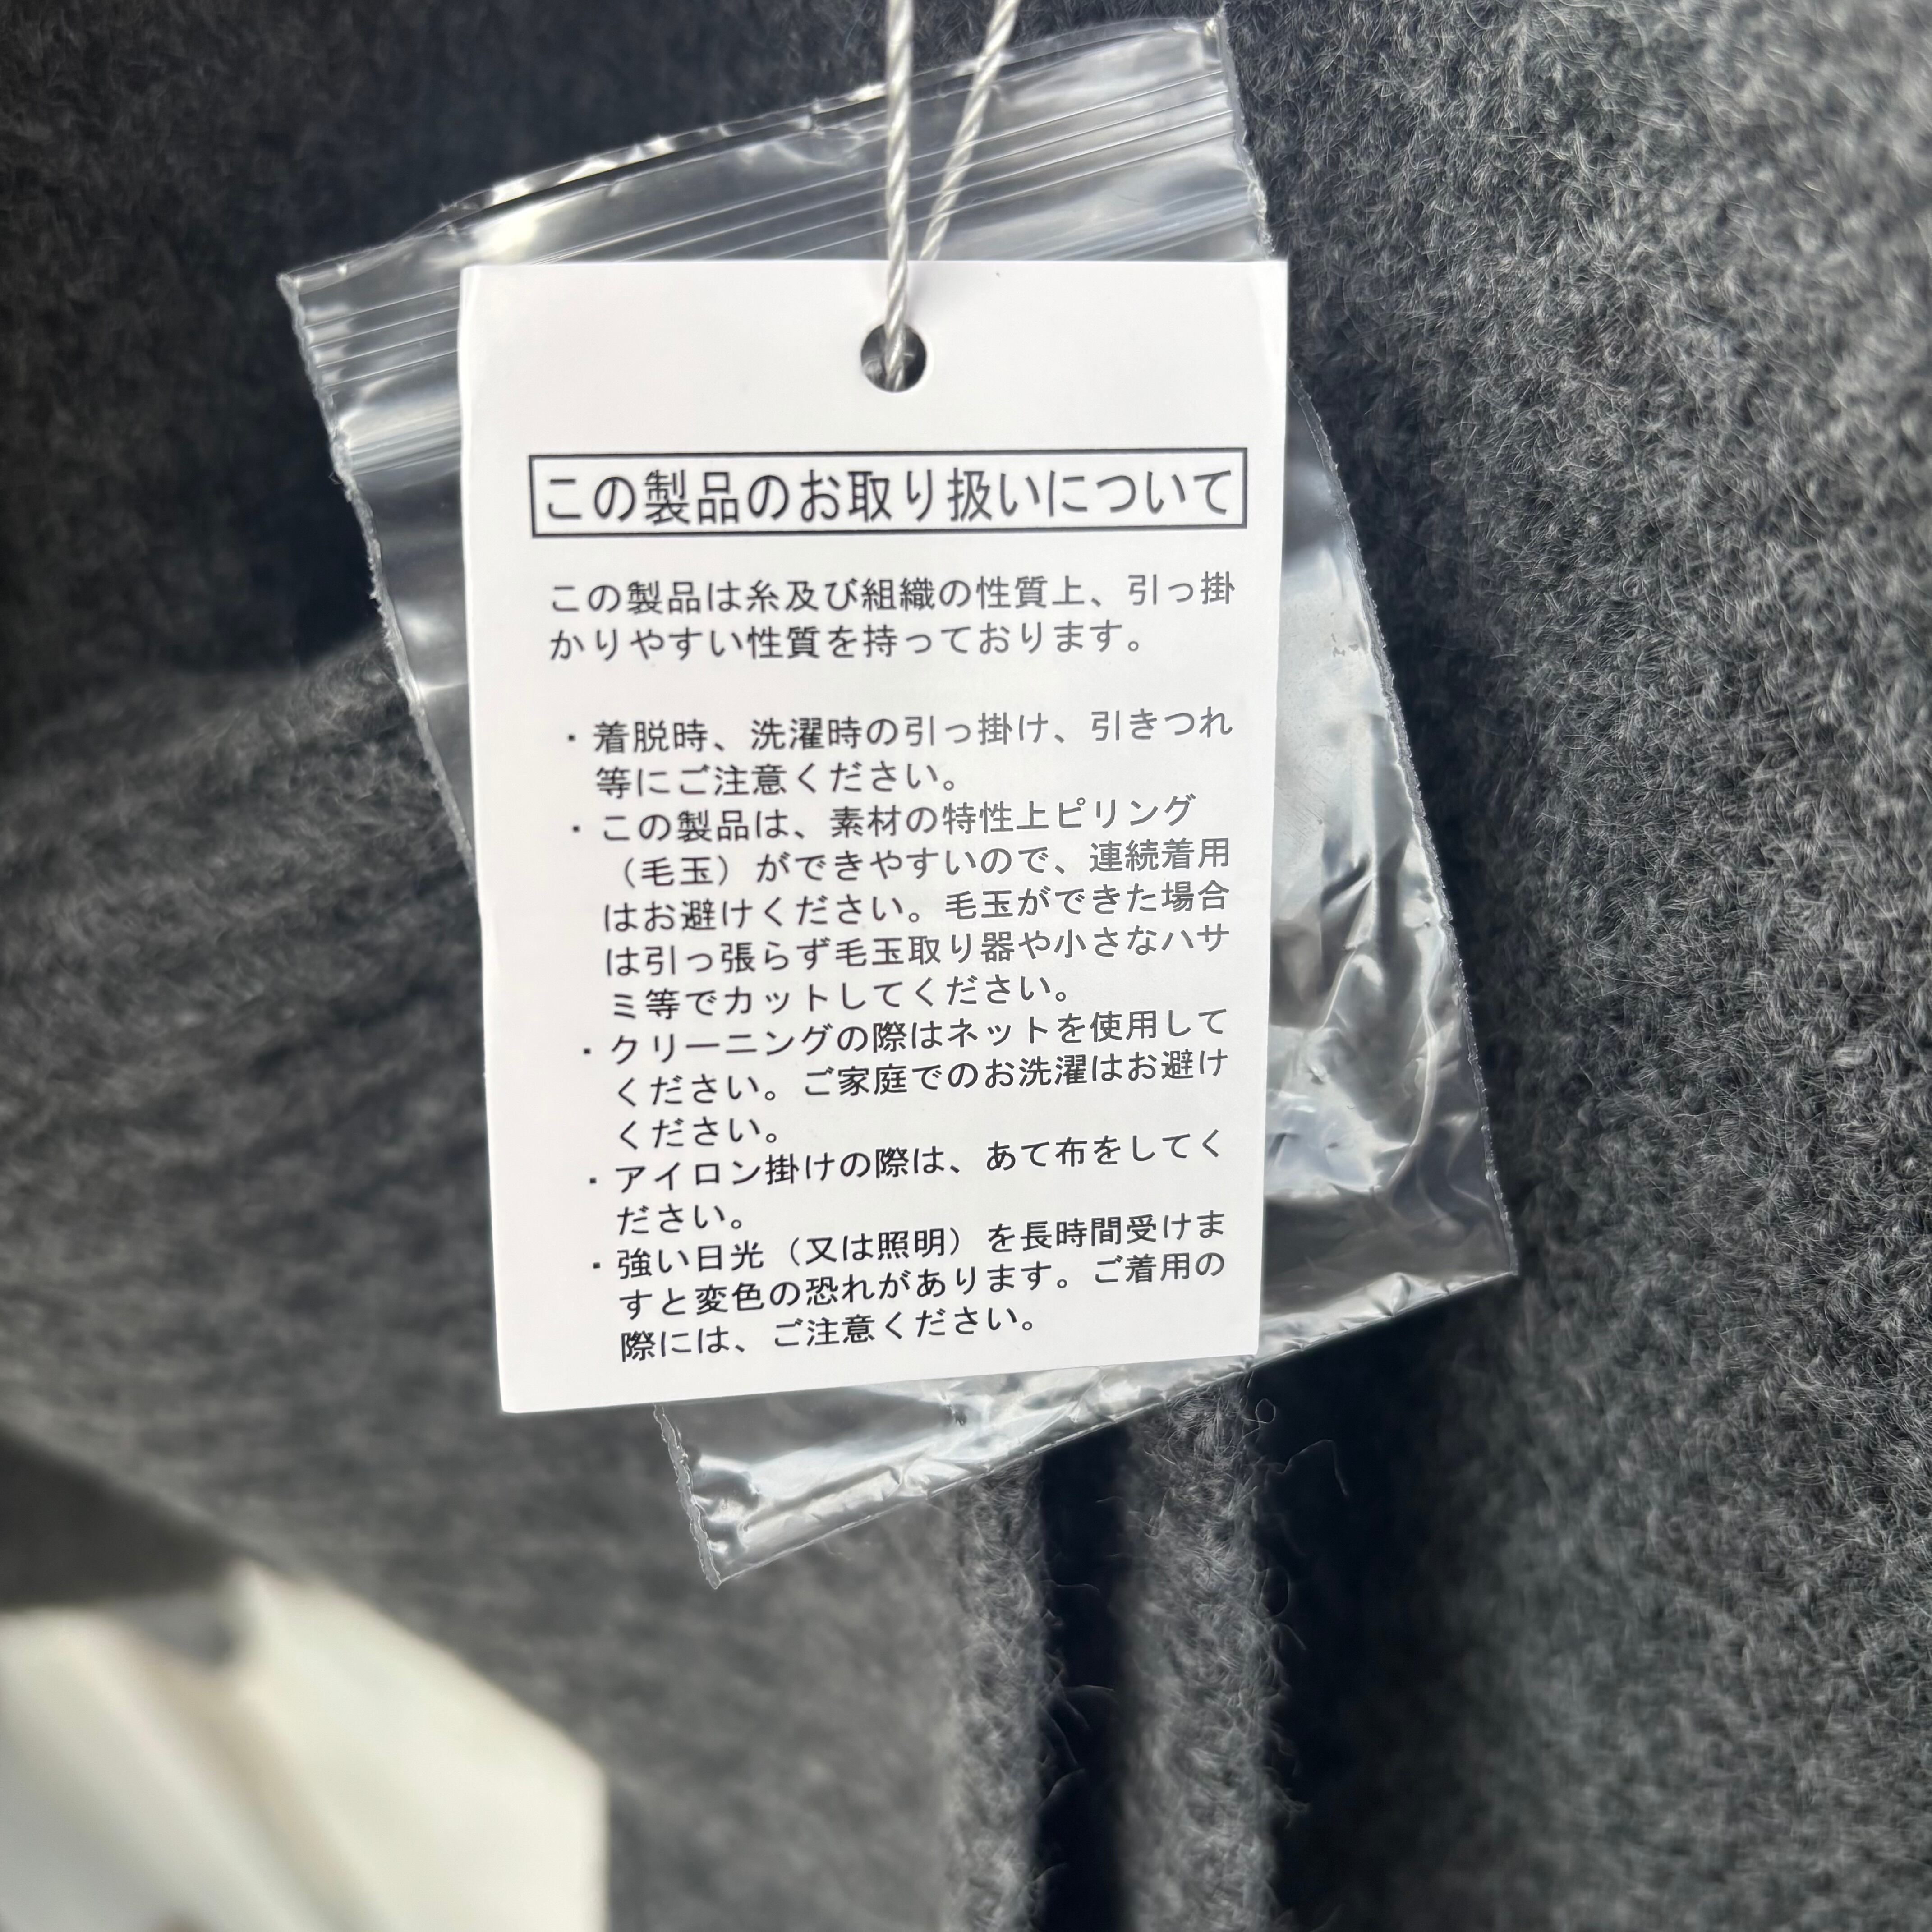 この製品のお取り扱いについて
この製品は糸及び組織の性質上、引っ掛
かりやすい性質を持っております。
・着脱時、洗濯時の引っ掛け、引きつれ
等にご注意ください。
・この製品は、素材の特性上ピリング
（毛玉）ができやすいので、連続着用
はお避けください。毛玉ができた場合
は引っ張らず毛玉取り器や小さなハサ
ミ等でカットしてください。
・クリーニングの際はネットを使用して
ください。ご家庭でのお洗濯はお避け
ください。
・アイロン掛けの際は、あて布をしてく
ださい。
・強い日光（又は照明）を長時間受けま
すと変色の恐れがあります。ご着用の
際には、ご注意ください。